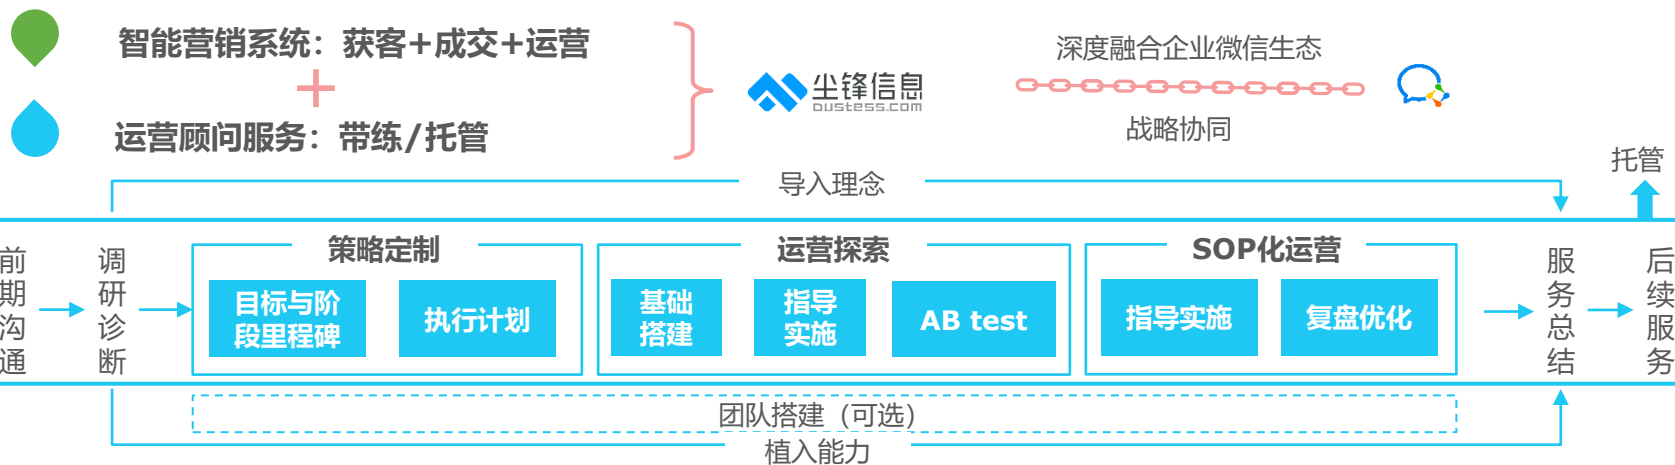 智能营销系统：获客+成交+运营
+
运营顾问服务：带练/托管
尘锋信息
DUSTESS.COM
深度融合企业微信生态
战略协同
托管
导入理念
前期沟通
调研诊断
策略定制
目标与阶
段里程碑
执行计划
运营探索
基础
搭建
指导
实施
AB test
SOP化运营
指导实施
复盘优化
服务总结
后续服务
团队搭建（可选）
植入能力